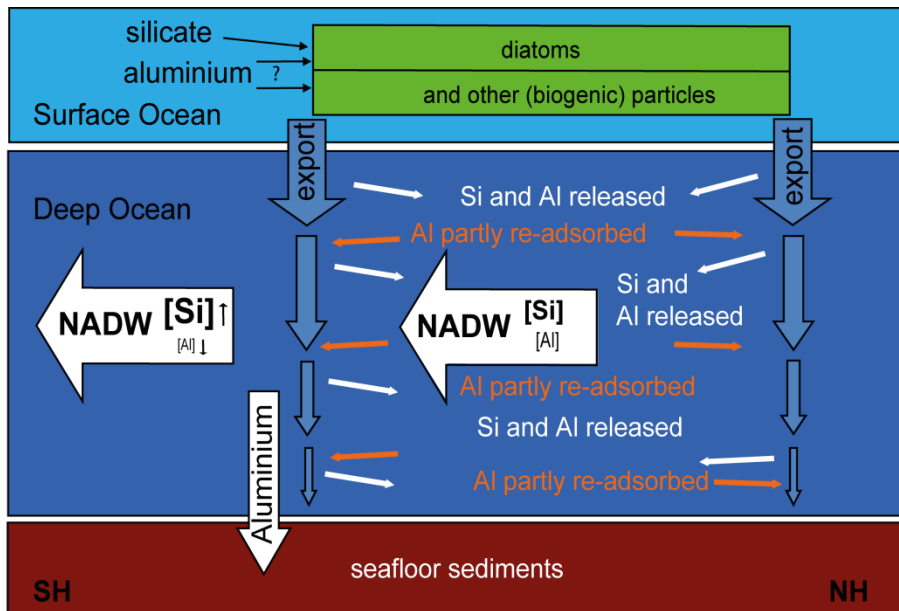 silicate
aluminium
?
diatoms
and other (biogenic) particles
Surface Ocean
export
export
Deep Ocean
Si and Al released
Al partly re-adsorbed
Si and
Al released
NADW [Si]↑
[Al]↓
NADW [Si]
[Al]
Al partly re-adsorbed
Si and Al released
Al partly re-adsorbed
Aluminium
seafloor sediments
SH
NH